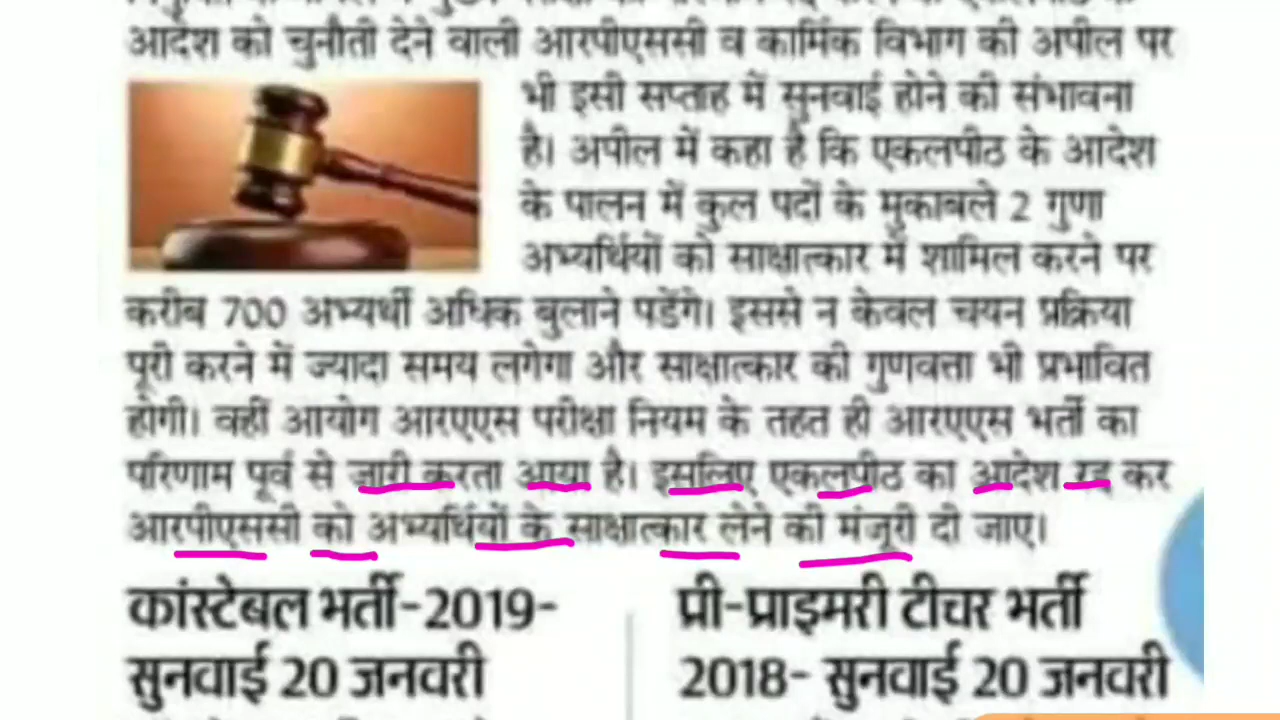 आदेश को चुनौती देने वाली आरपीएससी व कार्मिक विभाग की अपील पर
भी इसी सप्ताह में सुनवाई होने की संभावना
है। अपील में कहा है कि एकलपीठ के आदेश
के पालन में कुल पदों के मुकाबले 2 गुणा
अभ्यर्थियों को साक्षात्कार में शामिल करने पर
करीब 700 अभ्यर्थी अधिक बुलाने पडेंगे। इससे न केवल चयन प्रक्रिया
पूरी करने में ज्यादा समय लगेगा और साक्षात्कार की गुणवत्ता भी प्रभावित
होगी। वहीं आयोग आरएएस परीक्षा नियम के तहत ही आरएएस भर्ती का
परिणाम पूर्व से जारी करता आया है। इसलिए एकलपीठ का आदेश रद्द कर
आरपीएससी को अभ्यर्थियों के साक्षात्कार लेने की मंजूरी दी जाए।
कांस्टेबल भर्ती-2019-
सुनवाई 20 जनवरी
प्री-प्राइमरी टीचर भर्ती
2018- सुनवाई 20 जनवरी